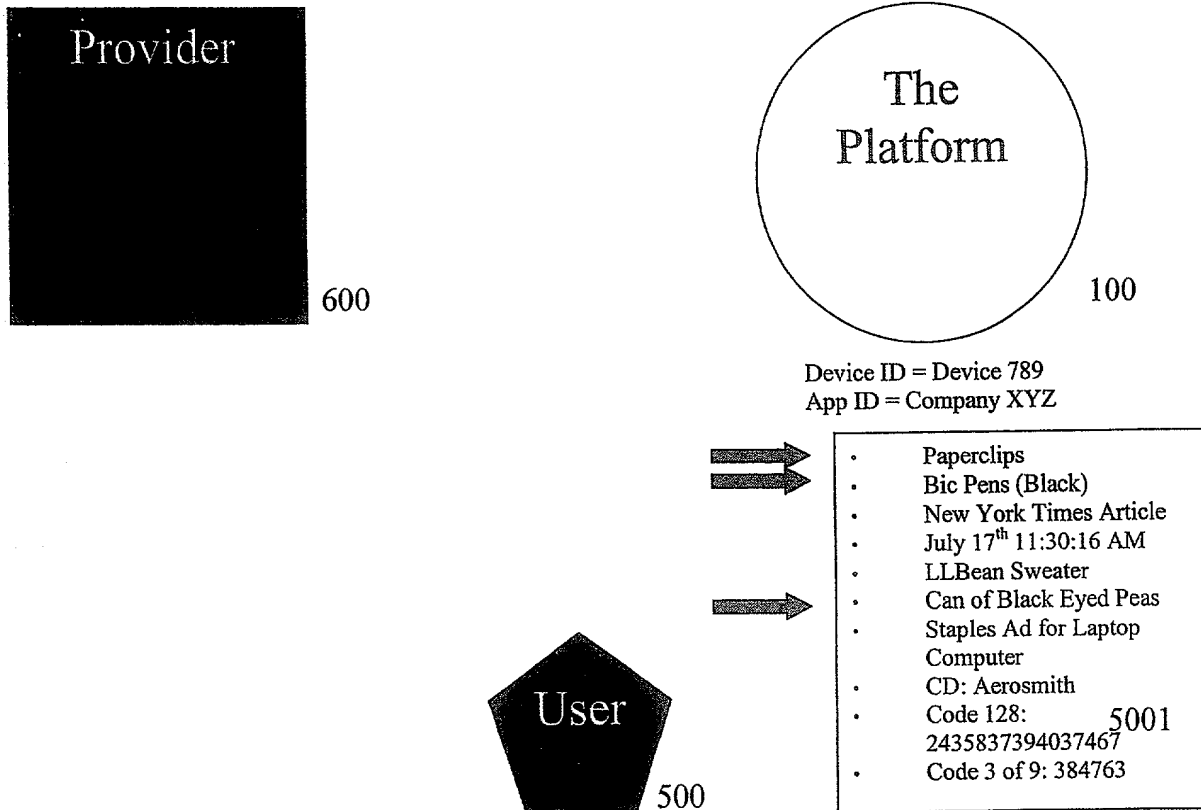 Provider
600
The
Platform
100
Device ID = Device 789
App ID = Company XYZ
• Paperclips
• Bic Pens (Black)
• New York Times Article
• July 17th 11:30:16 AM
• LLBean Sweater
• Can of Black Eyed Peas
• Staples Ad for Laptop
Computer
• CD: Aerosmith
• Code 128:
2435837394037467
• Code 3 of 9: 384763
5001
User
500